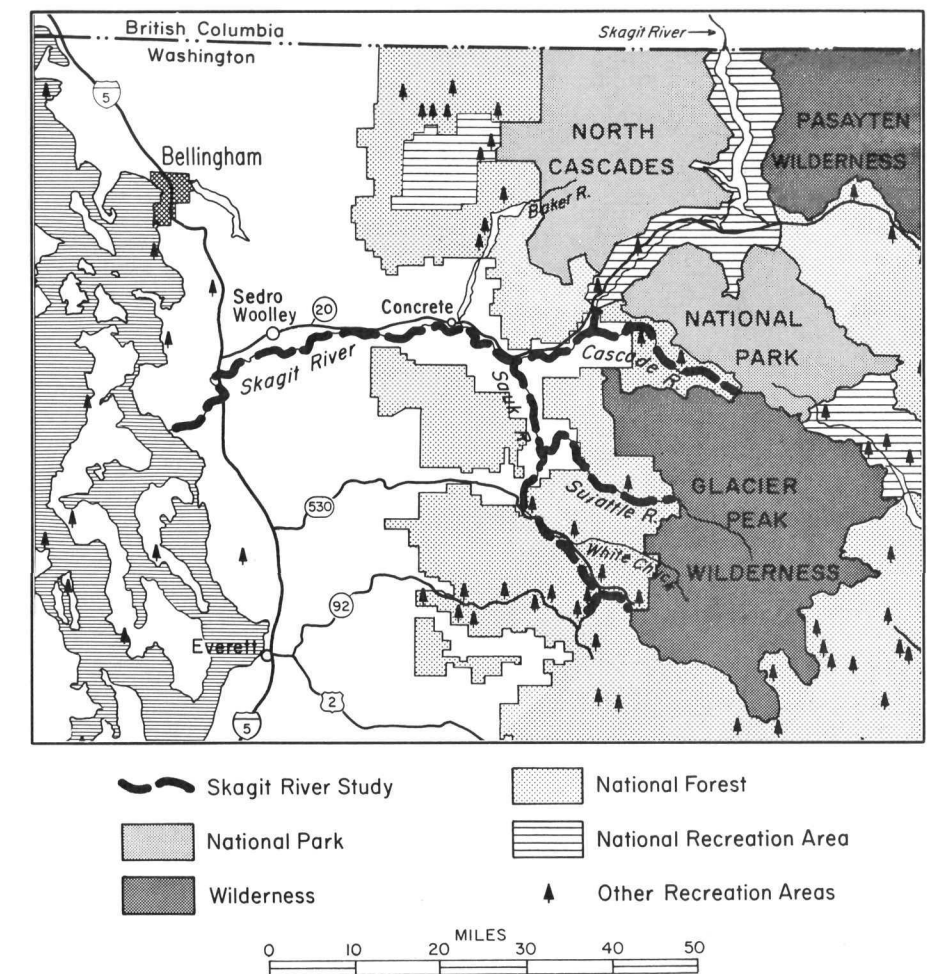 British Columbia
Washington
Skagit River
5
Bellingham
NORTH
CASCADES
PASAYTEN
WILDERNESS
Baker R.
Sedro
Woolley
20
Concrete
Skagit River
Cascade R.
NATIONAL
PARK
Sauk R.
530
Suiattle R.
GLACIER
PEAK
WILDERNESS
White Chuck
92
Everett
2
5
Skagit River Study
National Park
Wilderness
National Forest
National Recreation Area
Other Recreation Areas
MILES
0 10 20 30 40 50